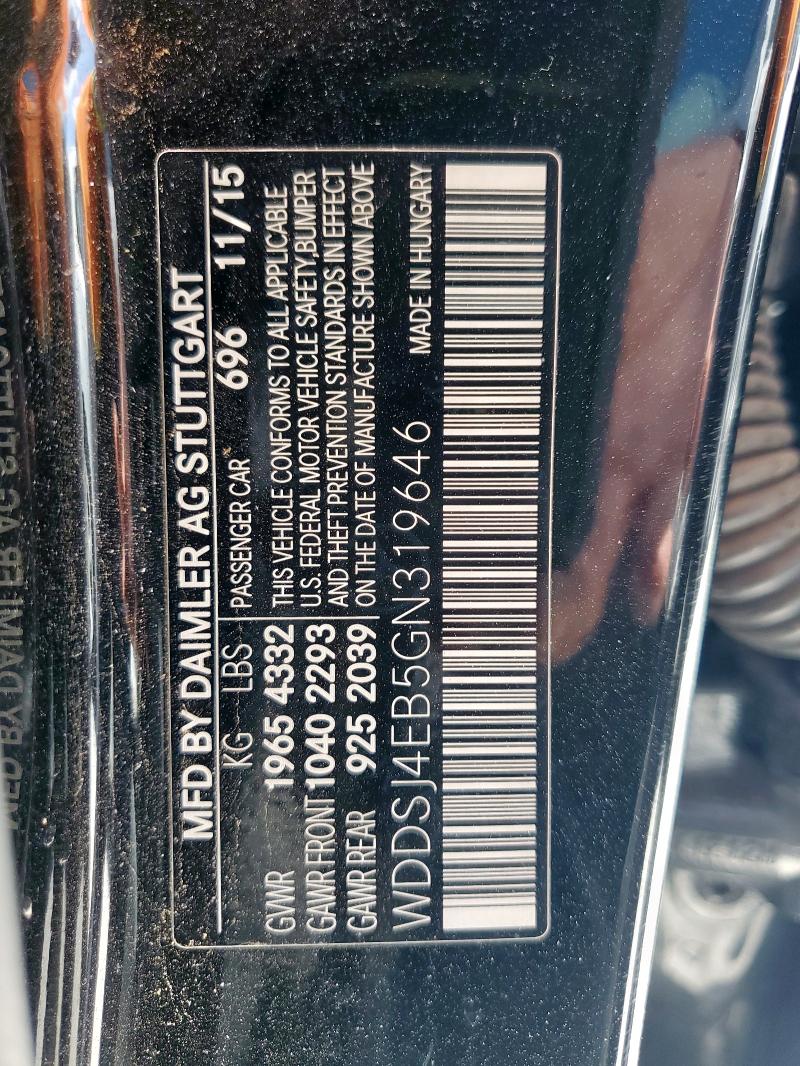 MFD BY DAIMLER AG STUTTGART
KG LBS PASSENGER CAR 696 11/15
GVWR 1965 4332 THIS VEHICLE CONFORMS TO ALL APPLICABLE
GAWR FRONT 1040 2293 U.S. FEDERAL MOTOR VEHICLE SAFETY,BUMPER
AND THEFT PREVENTION STANDARDS IN EFFECT
GAWR REAR 925 2039 ON THE DATE OF MANUFACTURE SHOWN ABOVE
WDDSJ4EB5GN319646 MADE IN HUNGARY